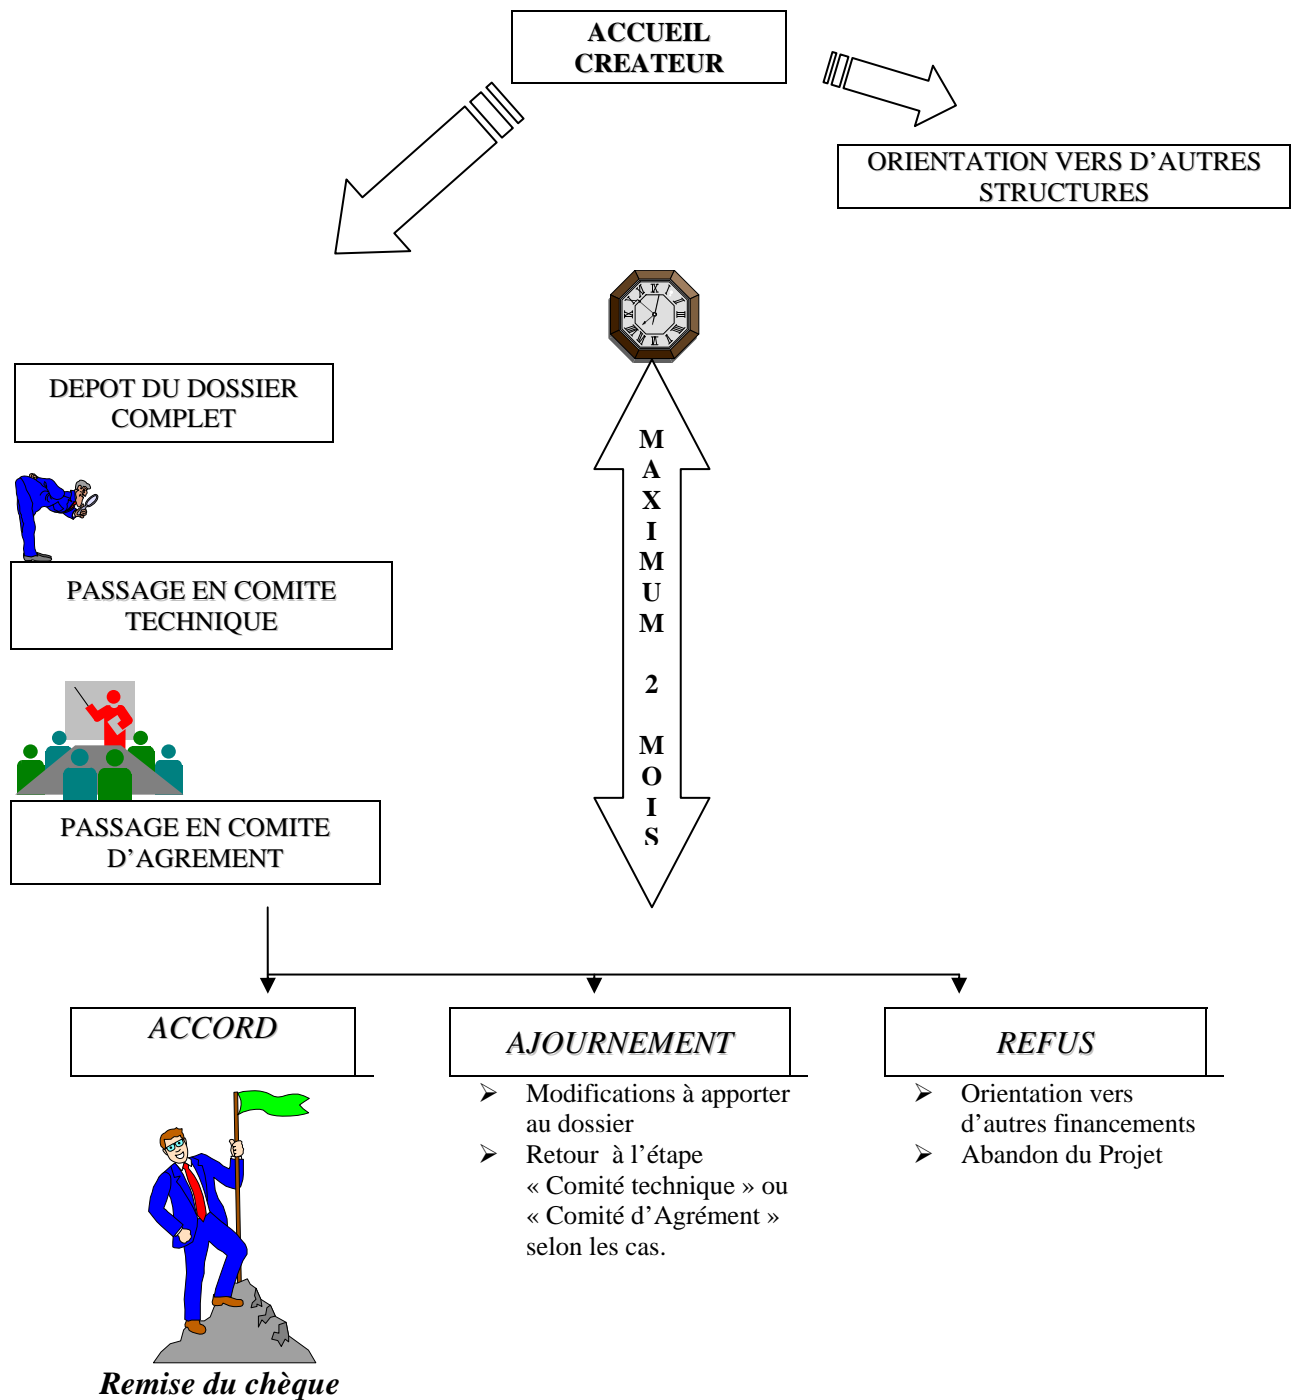 ACCUEIL
CREATEUR
ORIENTATION VERS D’AUTRES
STRUCTURES
DEPOT DU DOSSIER
COMPLET
PASSAGE EN COMITE
TECHNIQUE
PASSAGE EN COMITE
D’AGREMENT
M
A
X
I
M
U
M
2
M
O
I
S
ACCORD
AJOURNEMENT
➢ Modifications à apporter
au dossier
➢ Retour à l’étape
« Comité technique » ou
« Comité d’Agrément »
selon les cas.
REFUS
➢ Orientation vers
d’autres financements
➢ Abandon du Projet
Remise du chèque